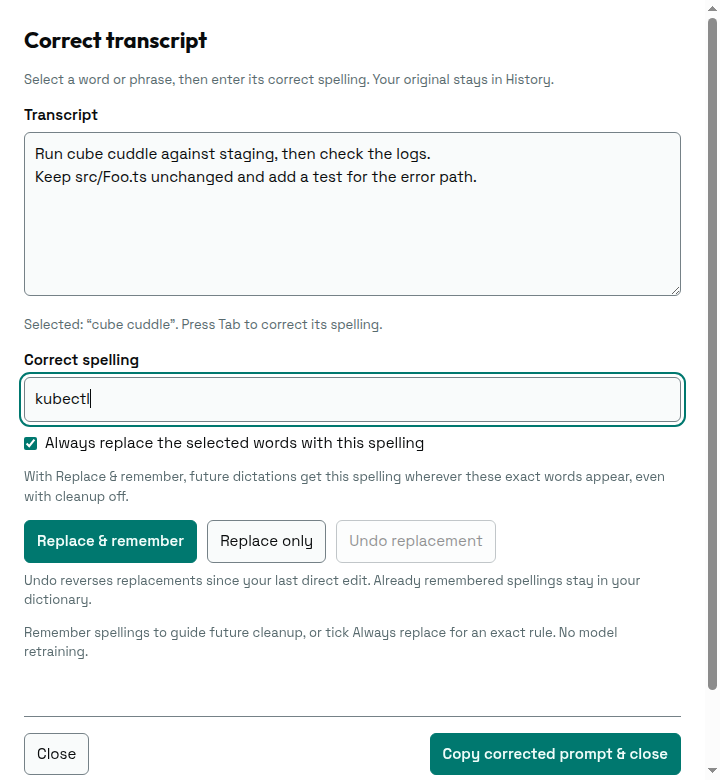 Correct transcript
Select a word or phrase, then enter its correct spelling. Your original stays in History.
Transcript
Run cube cuddle against staging, then check the logs.
Keep src/Foo.ts unchanged and add a test for the error path.
Selected: “cube cuddle”. Press Tab to correct its spelling.
Correct spelling
kubectl
Always replace the selected words with this spelling
With Replace & remember, future dictations get this spelling wherever these exact words appear, even
with cleanup off.
Replace & remember
Replace only
Undo replacement
Undo reverses replacements since your last direct edit. Already remembered spellings stay in your
dictionary.
Remember spellings to guide future cleanup, or tick Always replace for an exact rule. No model
retraining.
Close
Copy corrected prompt & close